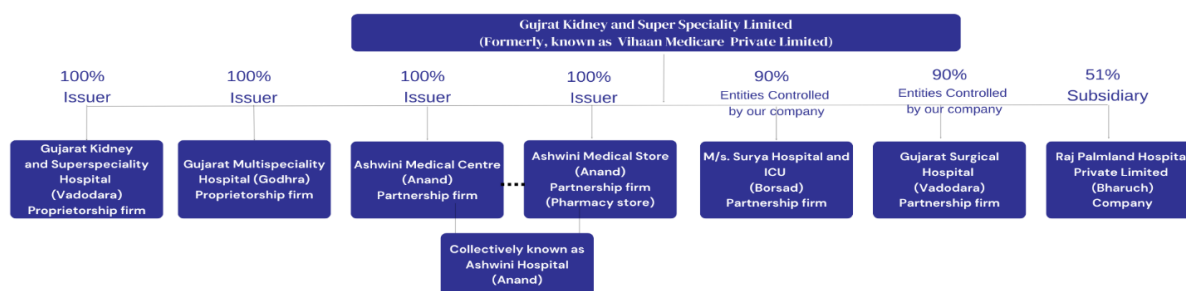 Gujrat Kidney and Super Speciality Limited
(Formerly, known as Vihaan Medicare Private Limited)
100%
Issuer
100%
Issuer
100%
Issuer
100%
Issuer
90%
Entities Controlled
by our company
90%
Entities Controlled
by our company
51%
Subsidiary
Gujarat Kidney
and Superspeciality
Hospital
(Vadodara)
Proprietorship firm
Gujarat Multispeciality
Hospital (Godhra)
Proprietorship firm
Ashwini Medical Centre
(Anand)
Partnership firm
Ashwini Medical Store
(Anand)
Partnership firm
(Pharmacy store)
M/s. Surya Hospital and
ICU
(Borsad)
Partnership firm
Gujarat Surgical
Hospital
(Vadodara)
Partnership firm
Raj Palmland Hospital
Private Limited
(Bharuch)
Company
Collectively known as
Ashwini Hospital
(Anand)